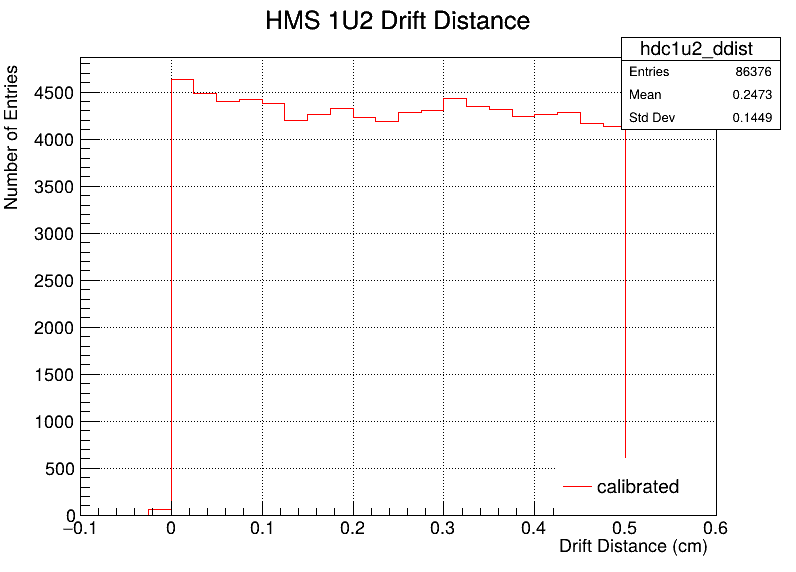 HMS 1U2 Drift Distance
hdc1u2_ddist
Entries 86376
Mean 0.2473
Std Dev 0.1449
Number of Entries
4500
4000
3500
3000
2500
2000
1500
1000
500
0
−0.1 0 0.1 0.2 0.3 0.4 0.5 0.6
calibrated
Drift Distance (cm)